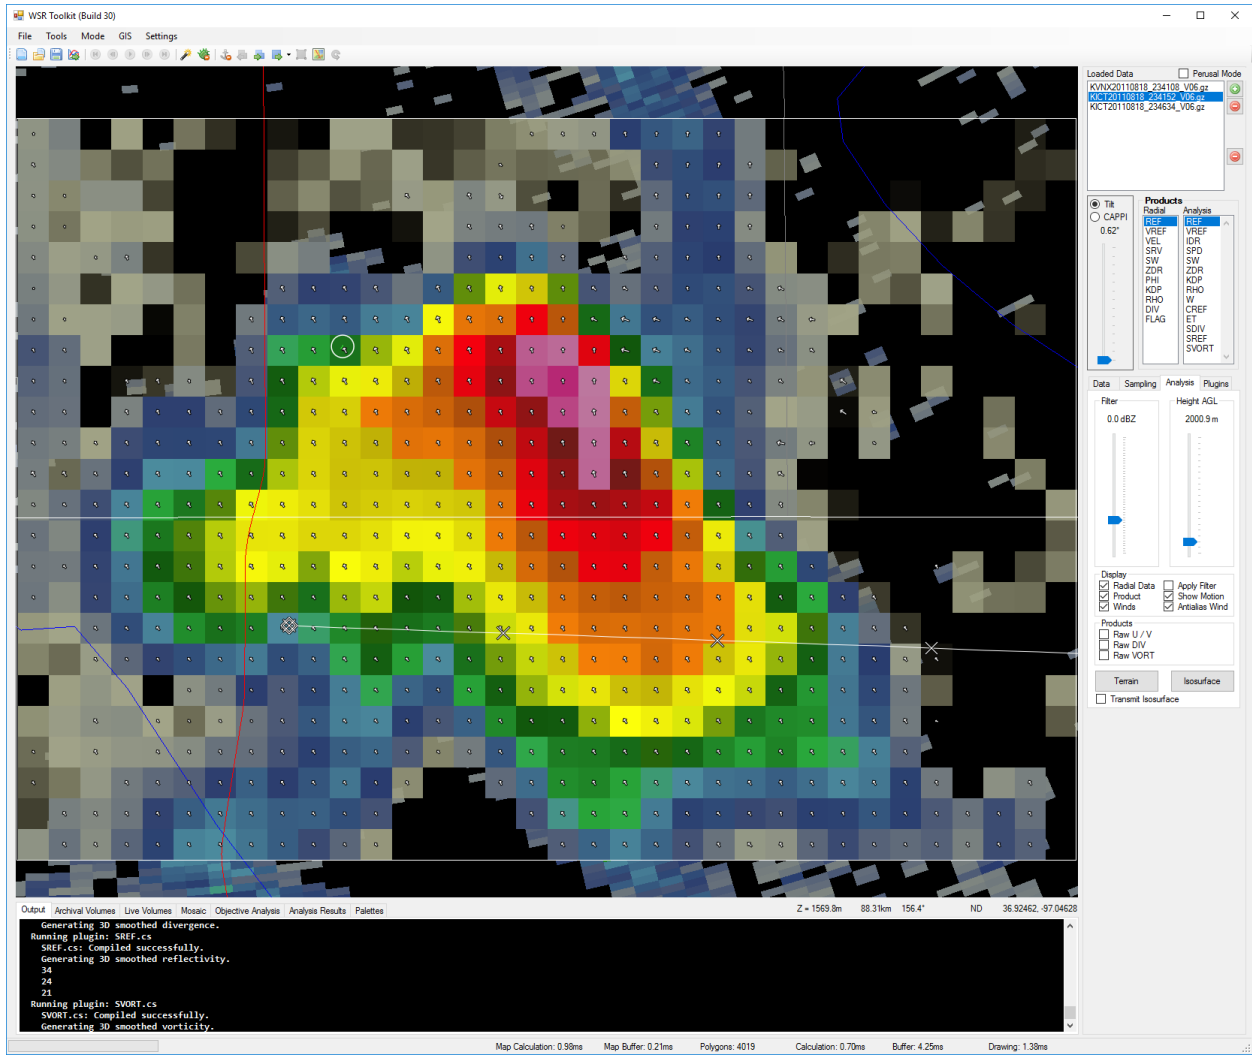 WSR Toolkit (Build 30)
File Tools Mode GIS Settings
Loaded Data Perusal Mode
KVNX20110818_234108_V06.gz
KICT20110818_234152_V06.gz
KICT20110818_234634_V06.gz
Tilt
CAPPI
0.62°
Products
Radial Analysis
REF REF
VREF VREF
VEL IDR
SRV SPD
SW SW
ZDR ZDR
PHI KDP
KDP RHO
RHO W
DIV CREF
FLAG ET
SDIV
SREF
SVORT
Data Sampling Analysis Plugins
Filter Height AGL
0.0 dBZ 2000.9 m
Display
Radial Data Apply Filter
Product Show Motion
Winds Antialias Wind
Products
Raw U / V
Raw DIV
Raw VORT
Terrain Isosurface
Transmit Isosurface
Output Archival Volumes Live Volumes Mosaic Objective Analysis Analysis Results Palettes
Z = 1569.8m 88.31km 156.4° ND 36.92462, -97.04628
Generating 3D smoothed divergence.
Running plugin: SREF.cs
SREF.cs: Compiled successfully.
Generating 3D smoothed reflectivity.
34
24
21
Running plugin: SVORT.cs
SVORT.cs: Compiled successfully.
Generating 3D smoothed vorticity.
Map Calculation: 0.98ms Map Buffer: 0.21ms Polygons: 4019 Calculation: 0.70ms Buffer: 4.25ms Drawing: 1.38ms